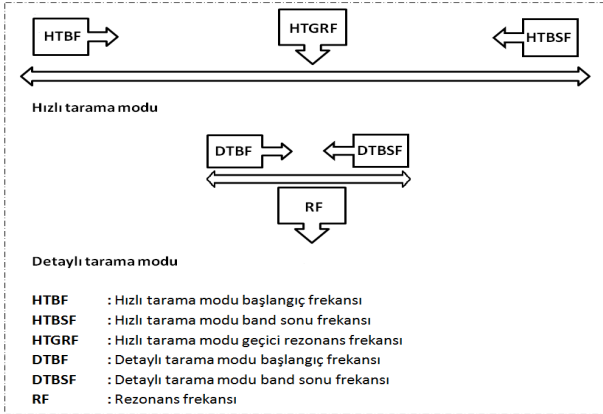 HTBF HTGRF HTBSF
Hızlı tarama modu
DTBF DTBSF
RF
Detaylı tarama modu
HTBF : Hızlı tarama modu başlangıç frekansı
HTBSF : Hızlı tarama modu band sonu frekansı
HTGRF : Hızlı tarama modu geçici rezonans frekansı
DTBF : Detaylı tarama modu başlangıç frekansı
DTBSF : Detaylı tarama modu band sonu frekansı
RF : Rezonans frekansı